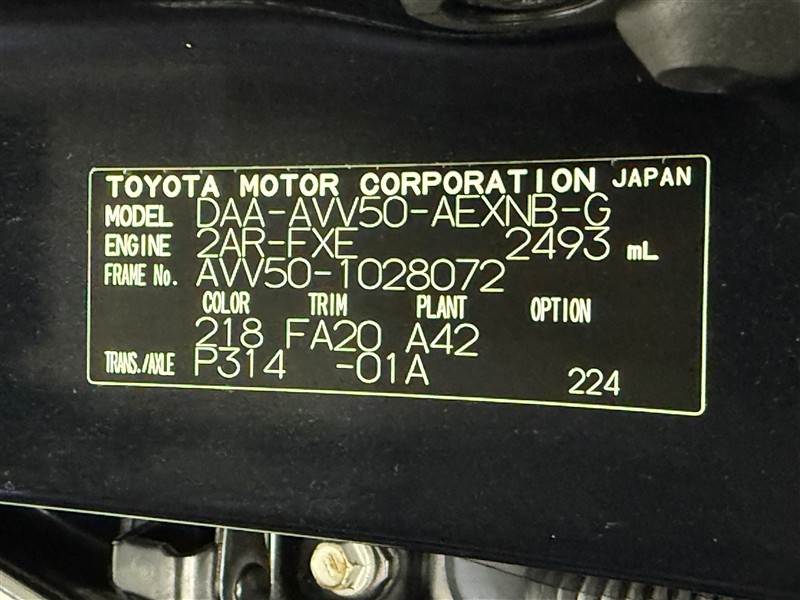 TOYOTA MOTOR CORPORATION JAPAN
MODEL DAA-AVV50-AEXNB-G
ENGINE 2AR-FXE 2493 mL
FRAME No. AVV50-1028072
COLOR TRIM PLANT OPTION
218 FA20 A42
TRANS./AXLE P314 -01A
224